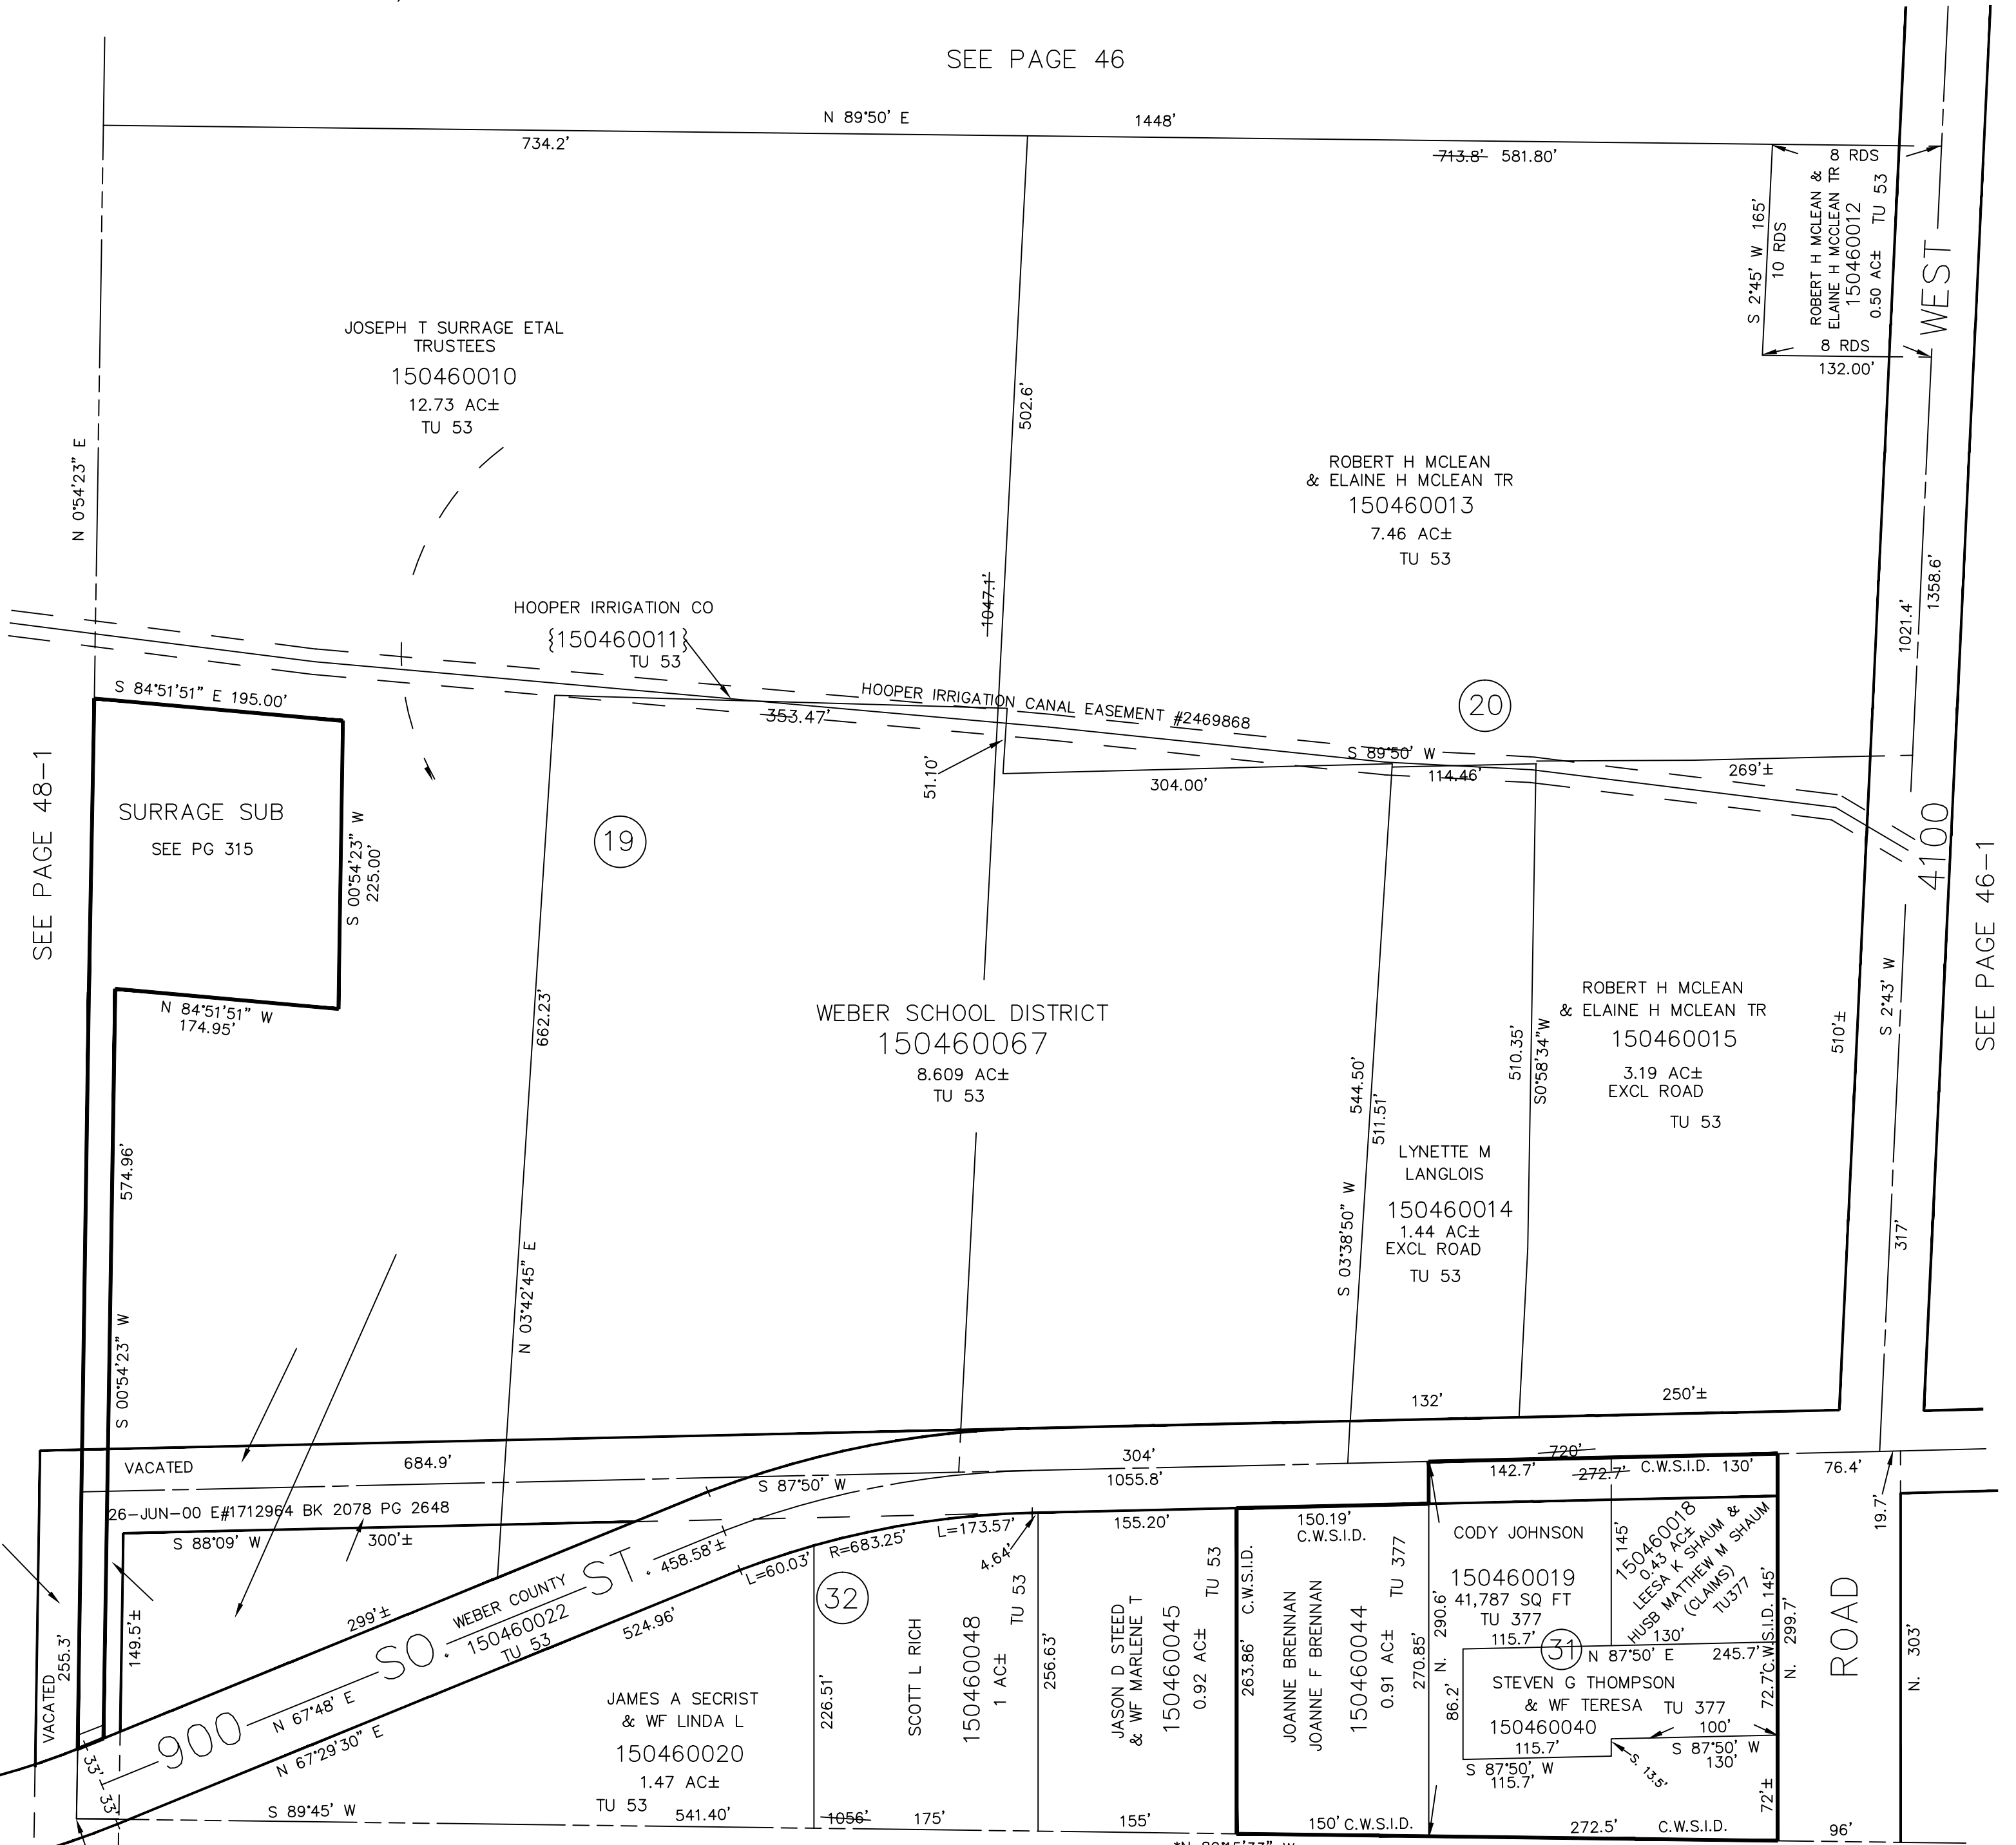 SEE PAGE 46
N 89°50' E
1448'
734.2'
713.8' 581.80'
8 RDS
ROBERT H MCLEAN &
ELAINE H MCCLEAN TR
150460012
0.50 AC± TU 53
S 2°45' W 165'
10 RDS
8 RDS
132.00'
WEST
JOSEPH T SURRAGE ETAL
TRUSTEES
150460010
12.73 AC±
TU 53
502.6'
1047.1'
N 0°54'23" E
ROBERT H MCLEAN
& ELAINE H MCLEAN TR
150460013
7.46 AC±
TU 53
1358.6'
1021.4'
HOOPER IRRIGATION CO
{150460011}
TU 53
HOOPER IRRIGATION CANAL EASEMENT #2469868
20
S 84°51'51" E 195.00'
353.47'
51.10'
304.00'
S 89°50' W
114.46'
269'±
SEE PAGE 48-1
SURRAGE SUB
SEE PG 315
S 00°54'23" W
225.00'
19
4100
SEE PAGE 46-1
N 84°51'51" W
174.95'
662.23'
WEBER SCHOOL DISTRICT
150460067
8.609 AC±
TU 53
544.50'
511.51'
510.35'
S0°58'34"W
ROBERT H MCLEAN
& ELAINE H MCLEAN TR
150460015
3.19 AC±
EXCL ROAD
TU 53
510'±
S 2°43' W
574.96'
LYNETTE M
LANGLOIS
150460014
1.44 AC±
EXCL ROAD
TU 53
N 03°42'45" E
S 03°38'50" W
317'
S 00°54'23" W
132'
250'±
VACATED
684.9'
304'
720'
S 87°50' W
1055.8'
142.7'
272.7'
C.W.S.I.D. 130'
76.4'
26-JUN-00 E#1712964 BK 2078 PG 2648
S 88°09' W
300'±
458.58'±
L=60.03'
R=683.25'
L=173.57'
4.64'
155.20'
150.19'
C.W.S.I.D.
19.7'
299'±
900 SO. ST.
WEBER COUNTY
150460022
TU 53
N 67°48' E
N 67°29'30" E
524.96'
32
VACATED
255.3'
149.5'±
33'
33'
JAMES A SECRIST
& WF LINDA L
150460020
1.47 AC±
TU 53
226.51'
SCOTT L RICH
150460048
1 AC±
TU 53
256.63'
JASON D STEED
& WF MARLENE T
150460045
0.92 AC±
TU 53
263.86' C.W.S.I.D.
JOANNE BRENNAN
JOANNE F BRENNAN
150460044
0.91 AC±
TU 377
270.85'
N. 290.6'
CODY JOHNSON
150460019
41,787 SQ FT
TU 377
145'
150460018
0.43 AC±
LEESA K SHAUM &
HUSB MATTHEW M SHAUM
(CLAIMS)
TU377
115.7'
31
130'
N 87°50' E
245.7'
72.7' C.W.S.I.D. 145'
N. 299.7'
ROAD
N. 303'
86.2'
STEVEN G THOMPSON
& WF TERESA TU 377
150460040
100'
115.7'
S 87°50' W
130'
S 87°50' W
115.7'
S. 13.5'
72'±
S 89°45' W
541.40'
1056'
175'
155'
150' C.W.S.I.D.
272.5'
C.W.S.I.D.
96'